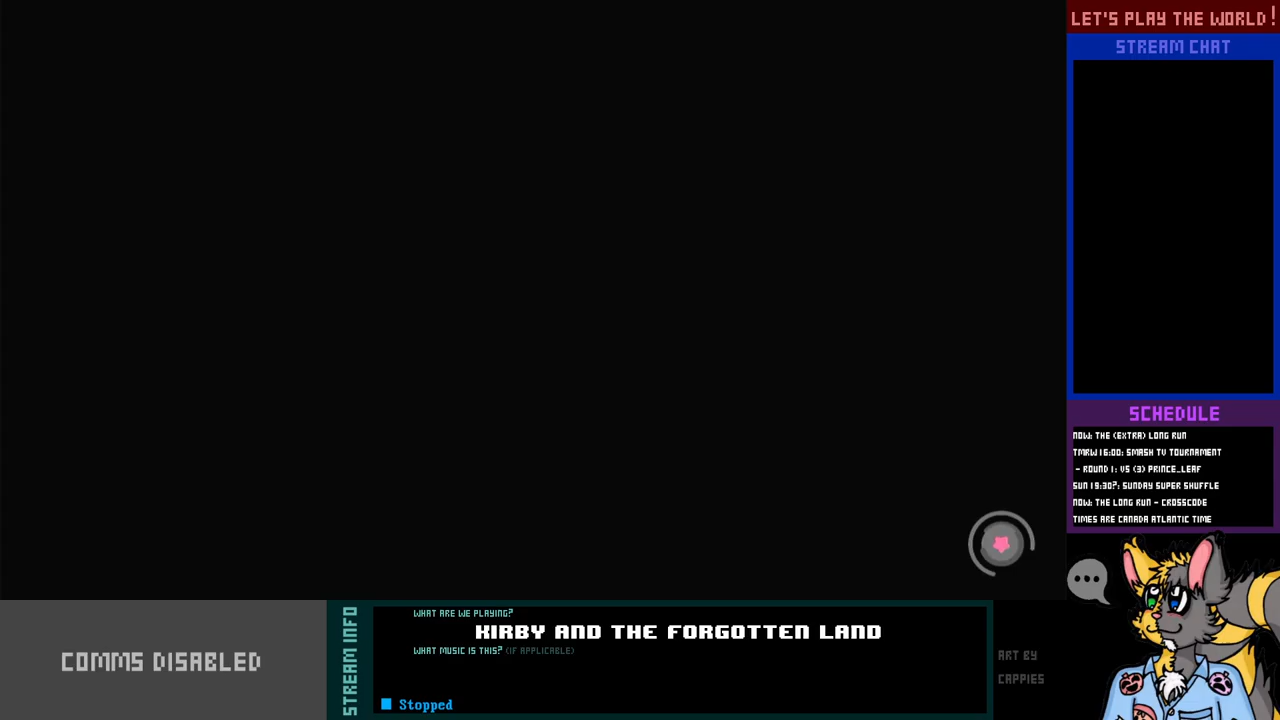 LET'S PLAY THE WORLD!
STREAM CHAT
SCHEDULE
NOW: THE (EXTRA) LONG RUN
TMRW 16:00: SMASH TV TOURNAMENT
- ROUND 1: VS (3) PRINCE_LEAF
SUN 19:30?: SUNDAY SUPER SHUFFLE
NOW: THE LONG RUN - CROSSCODE
TIMES ARE CANADA ATLANTIC TIME
COMMS DISABLED
STREAM INFO
WHAT ARE WE PLAYING?
KIRBY AND THE FORGOTTEN LAND
WHAT MUSIC IS THIS? (IF APPLICABLE)
Stopped
ART BY
CAPPIES